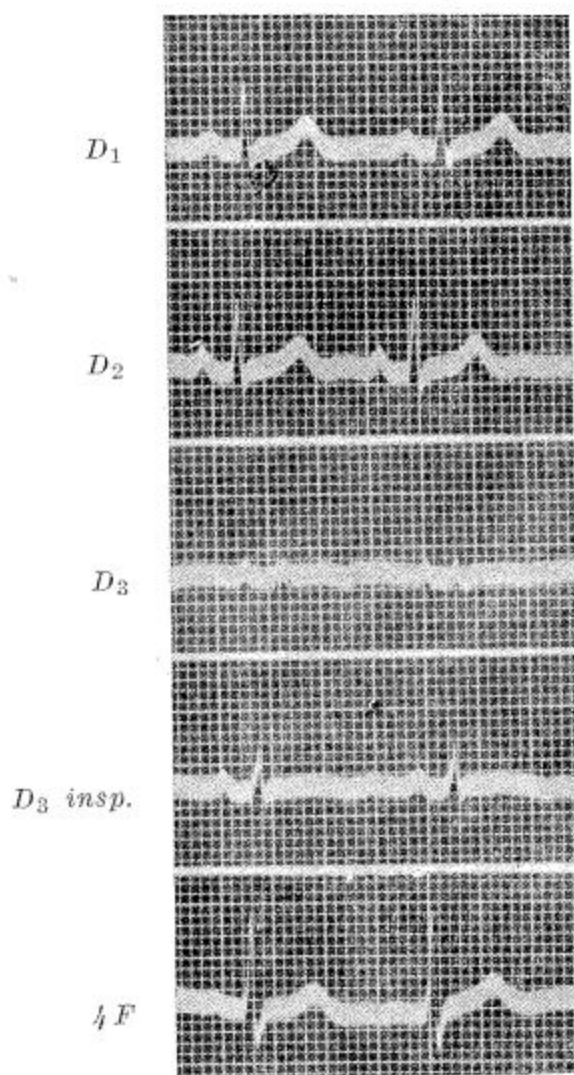 D₁
D₂
D₃
D₃ insp.
4 F